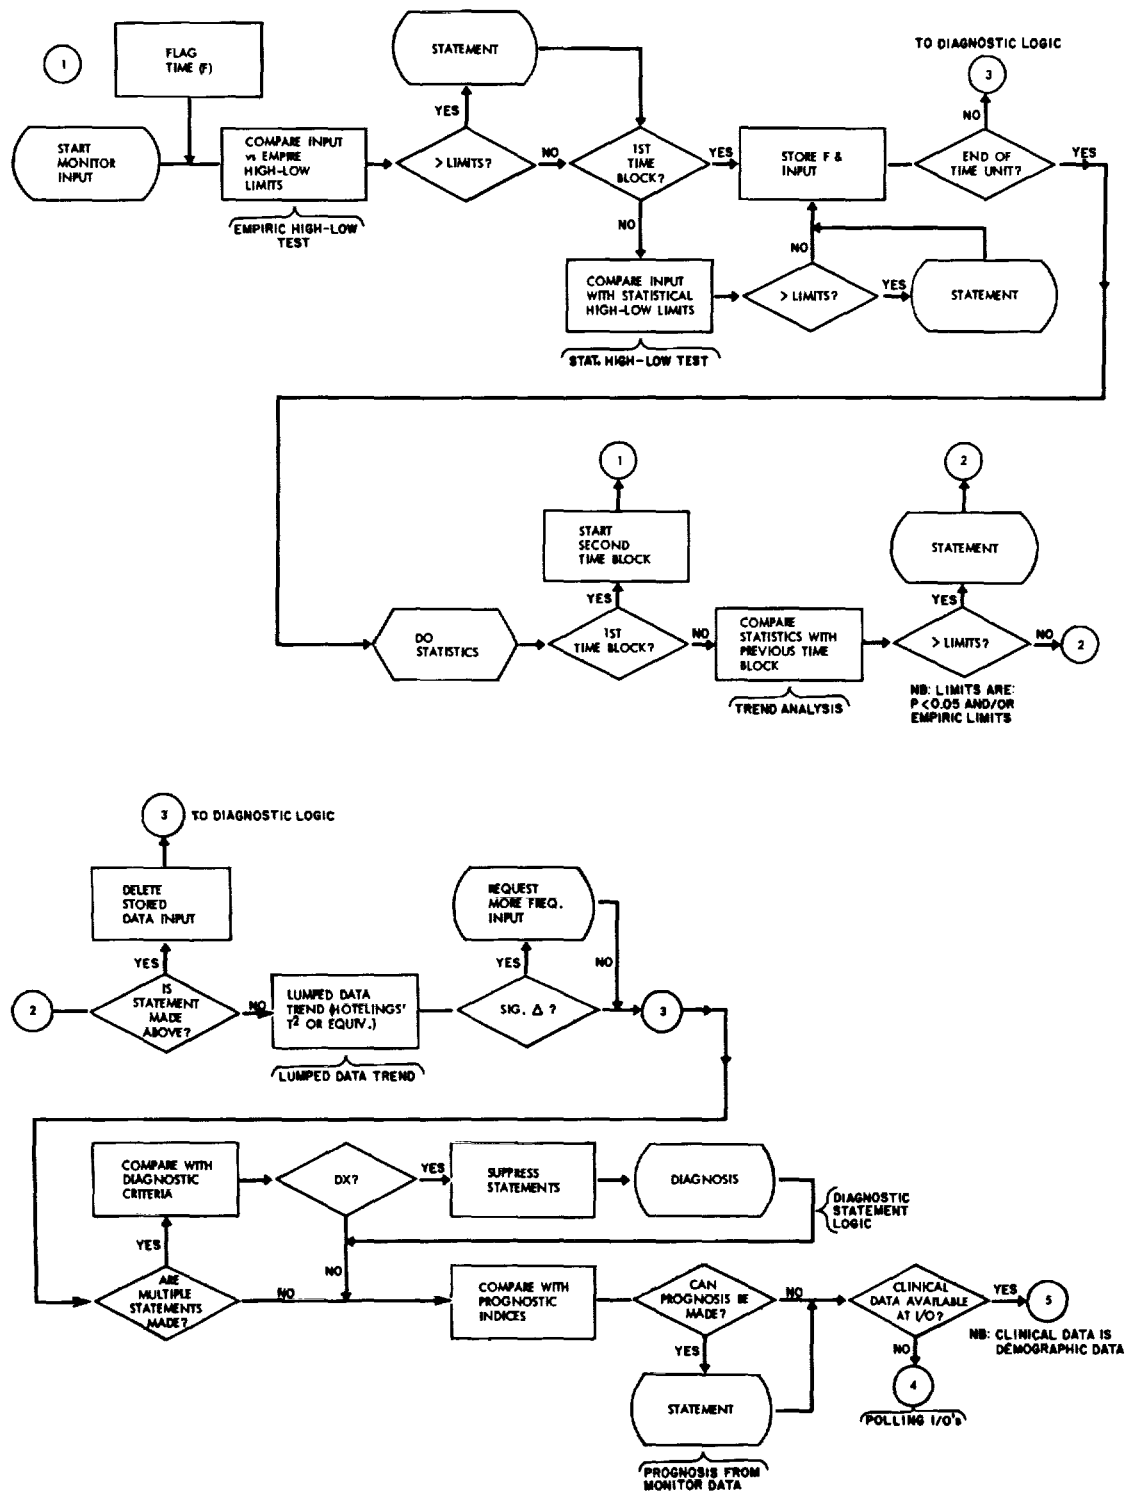 1
FLAG
TIME (F)
START
MONITOR
INPUT
COMPARE INPUT
vs EMPIRE
HIGH-LOW
LIMITS
EMPIRIC HIGH-LOW
TEST
> LIMITS?
YES
NO
STATEMENT
1ST
TIME
BLOCK?
YES
NO
STORE F &
INPUT
TO DIAGNOSTIC LOGIC
3
NO
END OF
TIME UNIT?
YES
COMPARE INPUT
WITH STATISTICAL
HIGH-LOW LIMITS
STAT. HIGH-LOW TEST
> LIMITS?
NO
YES
STATEMENT
DO
STATISTICS
1
START
SECOND
TIME BLOCK
YES
1ST
TIME BLOCK?
NO
COMPARE
STATISTICS WITH
PREVIOUS TIME
BLOCK
TREND ANALYSIS
2
STATEMENT
YES
> LIMITS?
NO
2
NB: LIMITS ARE:
P <0.05 AND/OR
EMPIRIC LIMITS
3
TO DIAGNOSTIC LOGIC
DELETE
STORED
DATA INPUT
YES
2
IS
STATEMENT
MADE
ABOVE?
NO
LUMPED DATA
TREND (HOTELINGS'
T² OR EQUIV.)
LUMPED DATA TREND
REQUEST
MORE FREQ.
INPUT
YES
SIG. Δ ?
NO
3
COMPARE WITH
DIAGNOSTIC
CRITERIA
YES
ARE
MULTIPLE
STATEMENTS
MADE?
NO
DX?
YES
NO
SUPPRESS
STATEMENTS
DIAGNOSIS
DIAGNOSTIC
STATEMENT
LOGIC
COMPARE WITH
PROGNOSTIC
INDICES
CAN
PROGNOSIS BE
MADE?
NO
YES
STATEMENT
PROGNOSIS FROM
MONITOR DATA
CLINICAL
DATA AVAILABLE
AT I/O?
YES
5
NB: CLINICAL DATA IS
DEMOGRAPHIC DATA
NO
4
POLLING I/O's